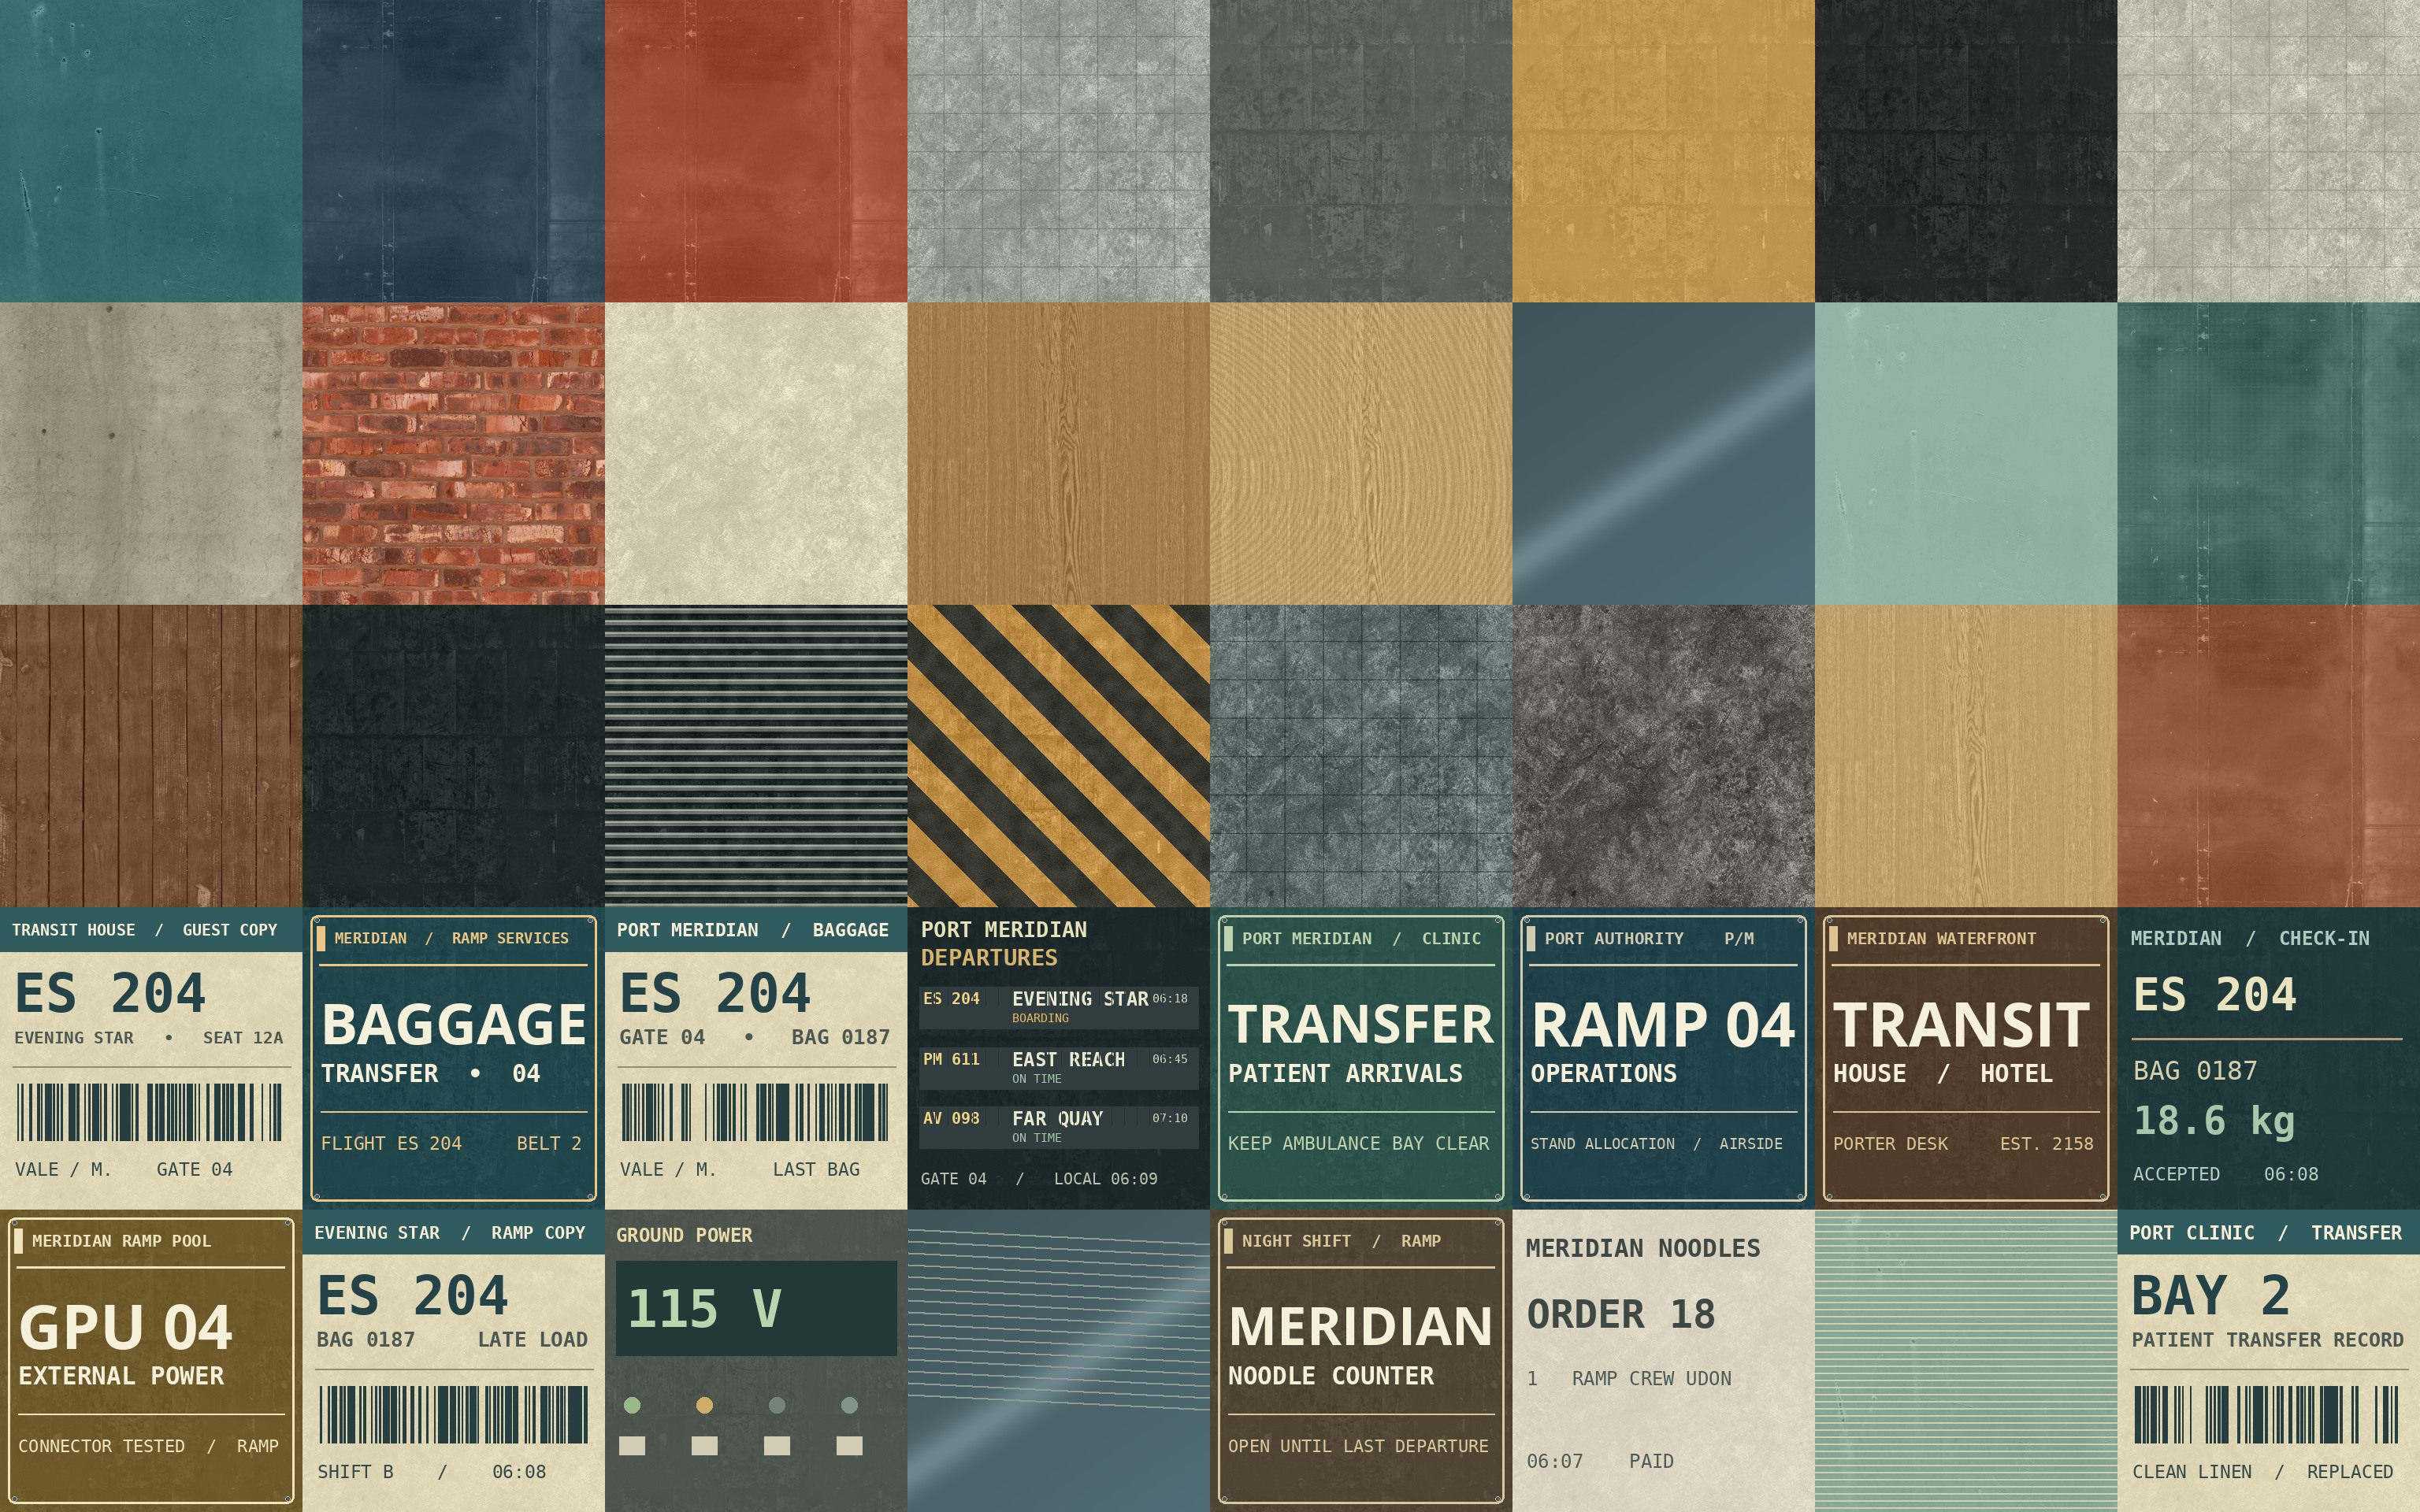 TRANSIT HOUSE / GUEST COPY
ES 204
EVENING STAR • SEAT 12A
VALE / M. GATE 04
MERIDIAN / RAMP SERVICES
BAGGAGE
TRANSFER • 04
FLIGHT ES 204 BELT 2
PORT MERIDIAN / BAGGAGE
ES 204
GATE 04 • BAG 0187
VALE / M. LAST BAG
PORT MERIDIAN
DEPARTURES
ES 204 EVENING STAR 06:18
BOARDING
PM 611 EAST REACH 06:45
ON TIME
AV 098 FAR QUAY 07:10
ON TIME
GATE 04 / LOCAL 06:09
PORT MERIDIAN / CLINIC
TRANSFER
PATIENT ARRIVALS
KEEP AMBULANCE BAY CLEAR
PORT AUTHORITY P/M
RAMP 04
OPERATIONS
STAND ALLOCATION / AIRSIDE
MERIDIAN WATERFRONT
TRANSIT
HOUSE / HOTEL
PORTER DESK EST. 2158
MERIDIAN / CHECK-IN
ES 204
BAG 0187
18.6 kg
ACCEPTED 06:08
MERIDIAN RAMP POOL
GPU 04
EXTERNAL POWER
CONNECTOR TESTED / RAMP
EVENING STAR / RAMP COPY
ES 204
BAG 0187 LATE LOAD
SHIFT B / 06:08
GROUND POWER
115 V
NIGHT SHIFT / RAMP
MERIDIAN
NOODLE COUNTER
OPEN UNTIL LAST DEPARTURE
MERIDIAN NOODLES
ORDER 18
1 RAMP CREW UDON
06:07 PAID
PORT CLINIC / TRANSFER
BAY 2
PATIENT TRANSFER RECORD
CLEAN LINEN / REPLACED